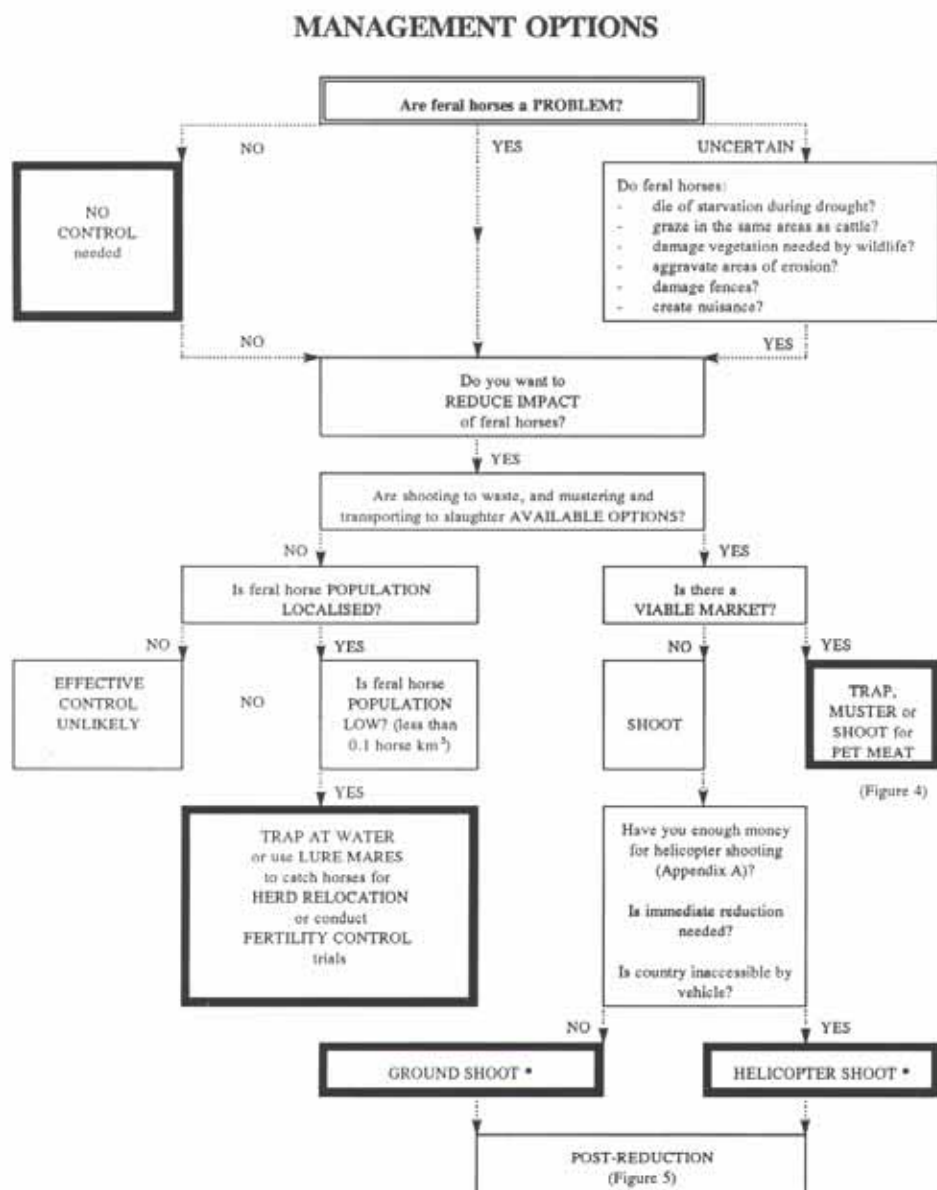 MANAGEMENT OPTIONS
Are feral horses a PROBLEM?
NO
YES
UNCERTAIN
NO
CONTROL
needed
Do feral horses:
- die of starvation during drought?
- graze in the same areas as cattle?
- damage vegetation needed by wildlife?
- aggravate areas of erosion?
- damage fences?
- create nuisance?
NO
YES
Do you want to
REDUCE IMPACT
of feral horses?
YES
Are shooting to waste, and mustering and
transporting to slaughter AVAILABLE OPTIONS?
NO
YES
Is feral horse POPULATION
LOCALISED?
Is there a
VIABLE MARKET?
NO
YES
NO
YES
EFFECTIVE
CONTROL
UNLIKELY
NO
Is feral horse
POPULATION
LOW? (less than
0.1 horse km⁵)
SHOOT
TRAP,
MUSTER or
SHOOT for
PET MEAT
(Figure 4)
YES
TRAP AT WATER
or use LURE MARES
to catch horses for
HERD RELOCATION
or conduct
FERTILITY CONTROL
trials
Have you enough money
for helicopter shooting
(Appendix A)?
Is immediate reduction
needed?
Is country inaccessible by
vehicle?
NO
YES
GROUND SHOOT *
HELICOPTER SHOOT *
POST-REDUCTION
(Figure 5)